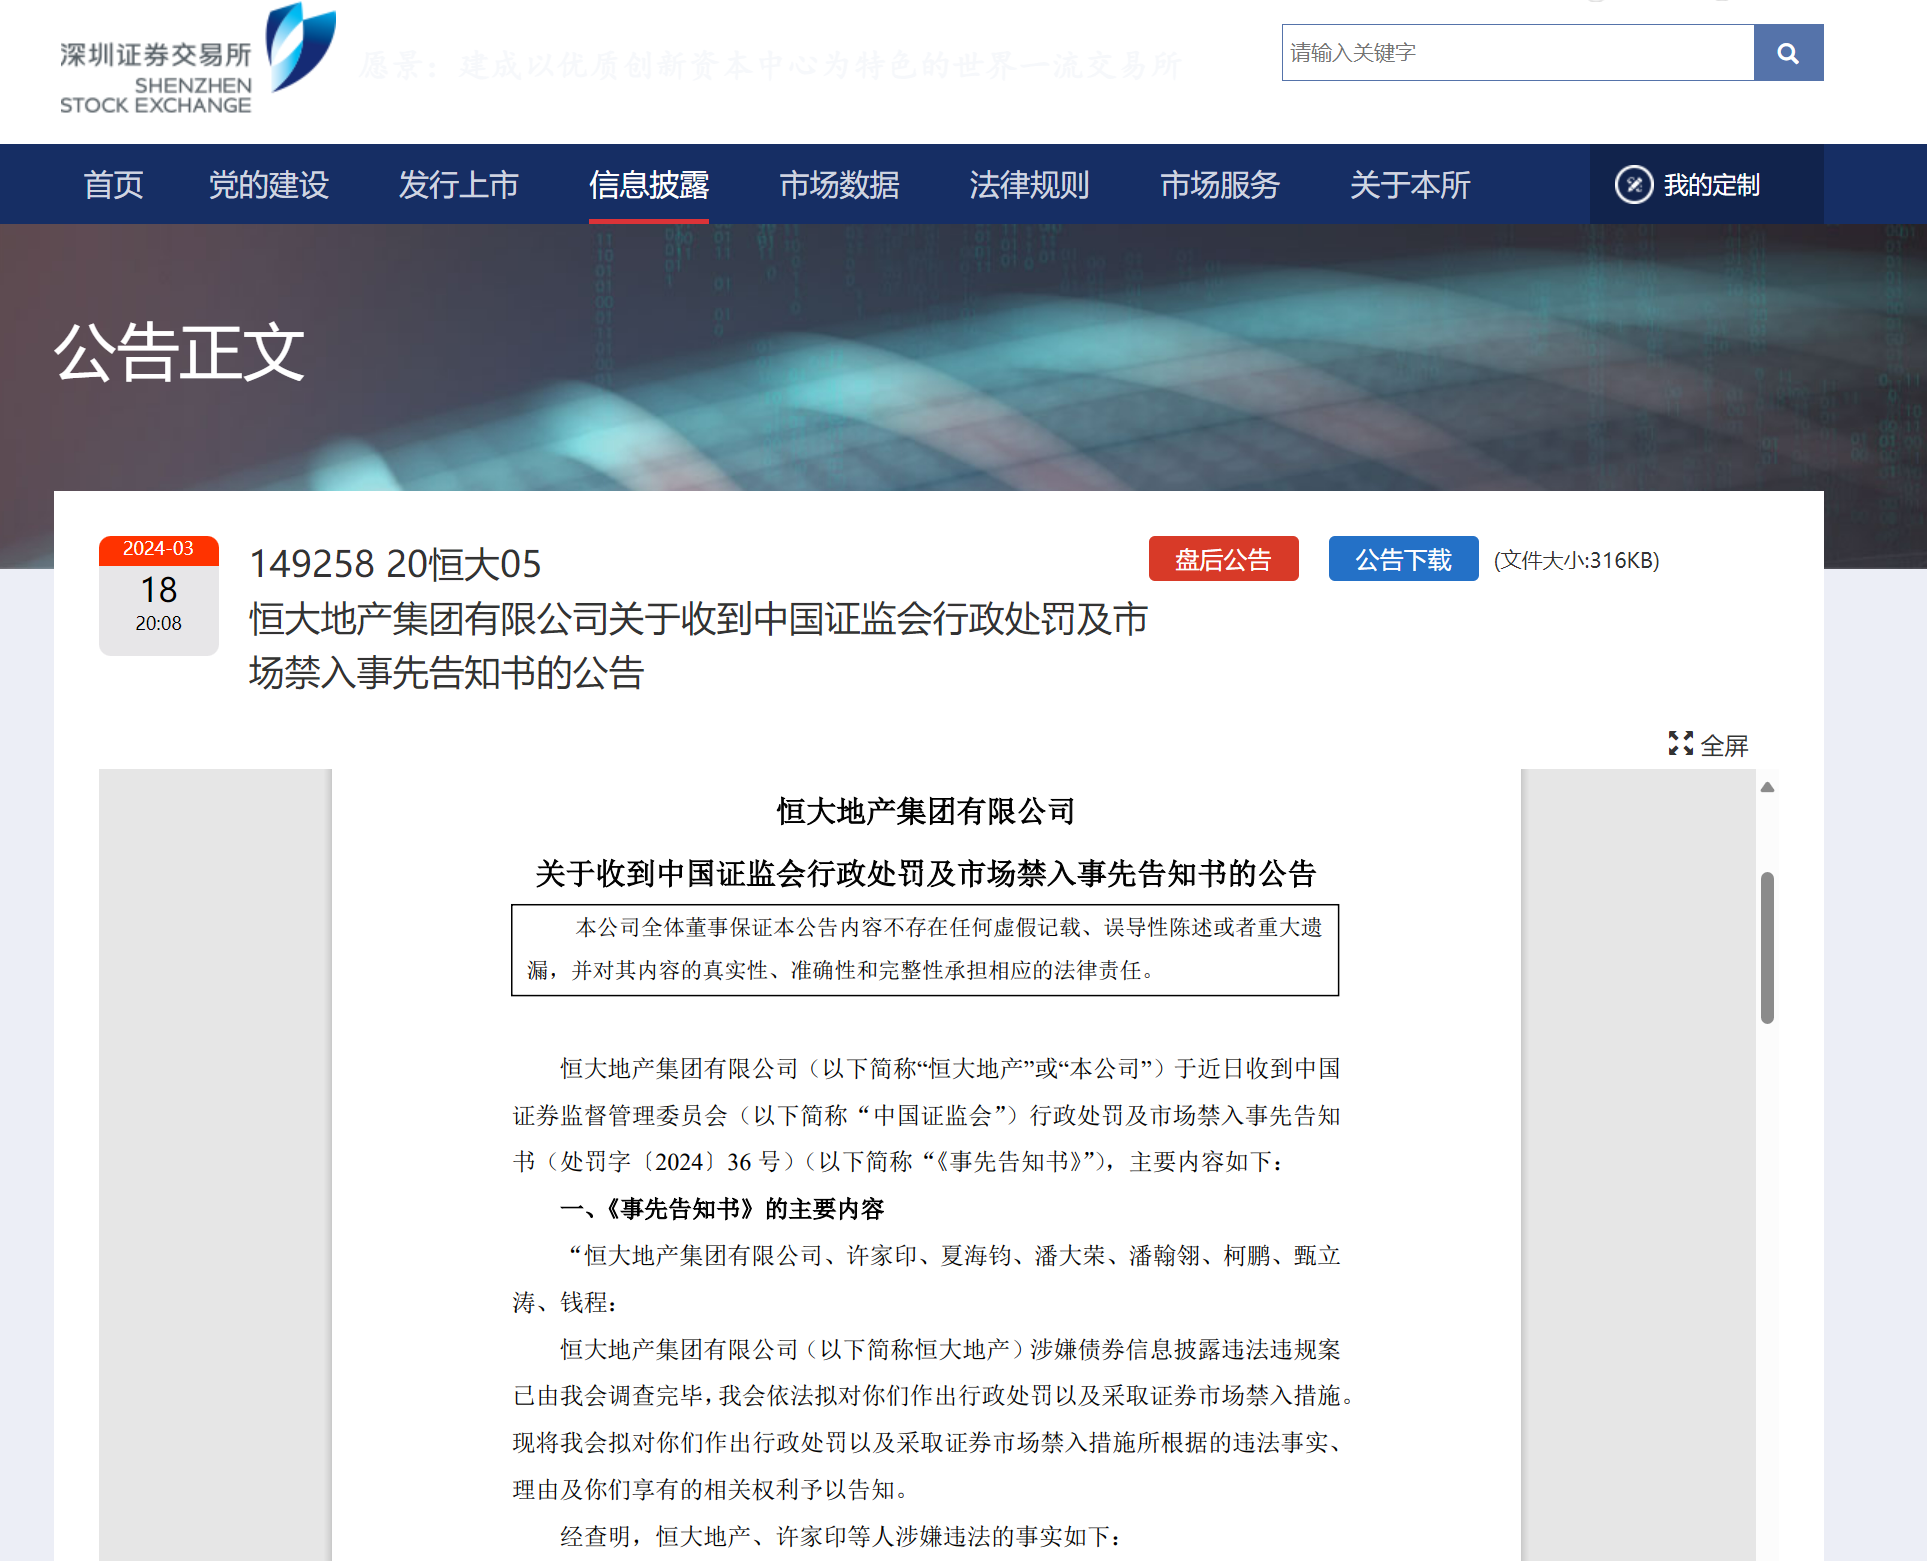 深圳证券交易所
SHENZHEN
STOCK EXCHANGE
愿景：建成以优质创新资本中心为特色的世界一流交易所
请输入关键字
首页 党的建设 发行上市 信息披露 市场数据 法律规则 市场服务 关于本所 我的定制
公告正文
2024-03
18
20:08
149258 20恒大05
恒大地产集团有限公司关于收到中国证监会行政处罚及市
场禁入事先告知书的公告
盘后公告 公告下载 (文件大小:316KB)
全屏
恒大地产集团有限公司
关于收到中国证监会行政处罚及市场禁入事先告知书的公告
本公司全体董事保证本公告内容不存在任何虚假记载、误导性陈述或者重大遗
漏，并对其内容的真实性、准确性和完整性承担相应的法律责任。
恒大地产集团有限公司（以下简称“恒大地产”或“本公司”）于近日收到中国
证券监督管理委员会（以下简称“中国证监会”）行政处罚及市场禁入事先告知
书（处罚字〔2024〕36 号）（以下简称“《事先告知书》”），主要内容如下：
一、《事先告知书》的主要内容
“恒大地产集团有限公司、许家印、夏海钧、潘大荣、潘翰翎、柯鹏、甄立
涛、钱程：
恒大地产集团有限公司（以下简称恒大地产）涉嫌债券信息披露违法违规案
已由我会调查完毕，我会依法拟对你们作出行政处罚以及采取证券市场禁入措施。
现将我会拟对你们作出行政处罚以及采取证券市场禁入措施所根据的违法事实、
理由及你们享有的相关权利予以告知。
经查明，恒大地产、许家印等人涉嫌违法的事实如下：